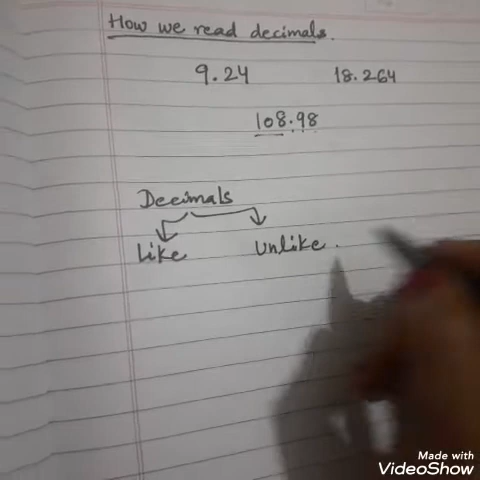 How we read decimals.
9.24 18.264
108.98
Decimals
Like Unlike.
Made with
VideoShow